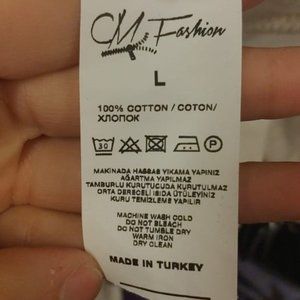 CM Fashion
L
100% COTTON / COTON/
ХЛОПОК
30 P
MAKINADA HASSAS YIKAMA YAPINIZ
AĞARTMA YAPILMAZ
TAMBURLU KURUTUCUDA KURUTULMAZ
ORTA DERECELİ ISIDA ÜTÜLEYİNİZ
KURU TEMİZLEME YAPILIR
MACHINE WASH COLD
DO NOT BLEACH
DO NOT TUMBLE DRY
WARM IRON
DRY CLEAN
MADE IN TURKEY